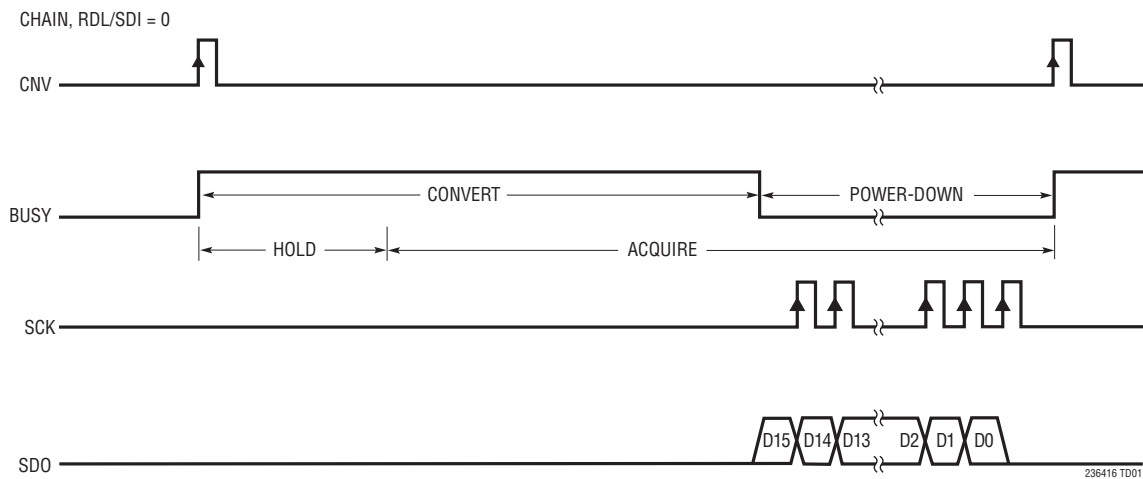 CHAIN, RDL/SDI = 0
CNV
CONVERT
POWER-DOWN
BUSY
HOLD
ACQUIRE
SCK
D15 D14 D13 D2 D1 D0
SDO
236416 TD01